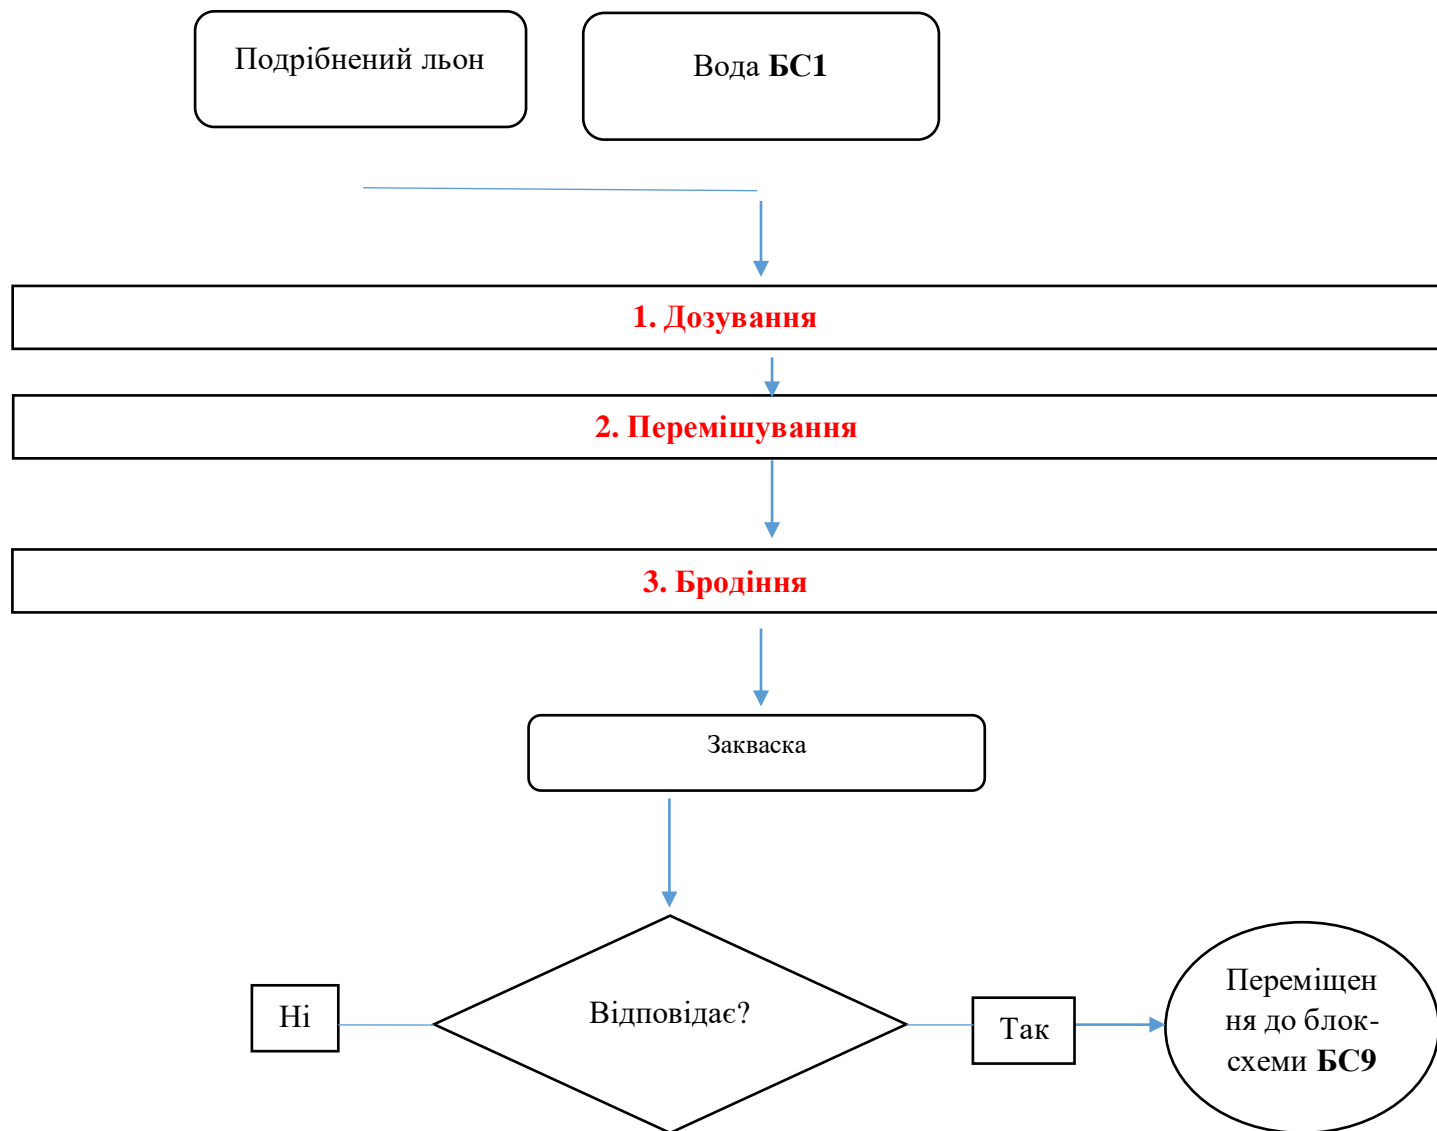 Подрібнений льон
Вода БС1
1. Дозування
2. Перемішування
3. Бродіння
Закваска
Відповідає?
Ні
Так
Переміщен
ня до блок-
схеми БС9